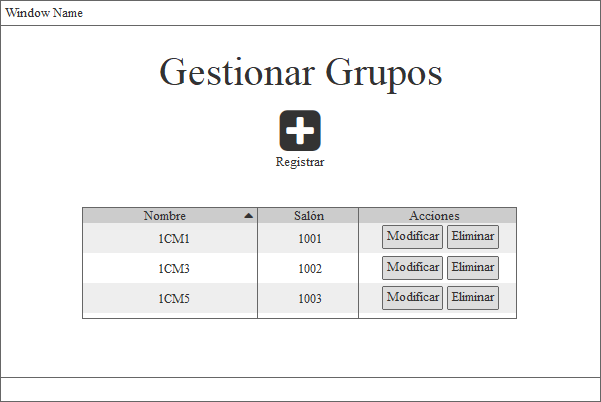 Window Name
Gestionar Grupos
Registrar
Nombre Salón Acciones
1CM1 1001 Modificar Eliminar
1CM3 1002 Modificar Eliminar
1CM5 1003 Modificar Eliminar